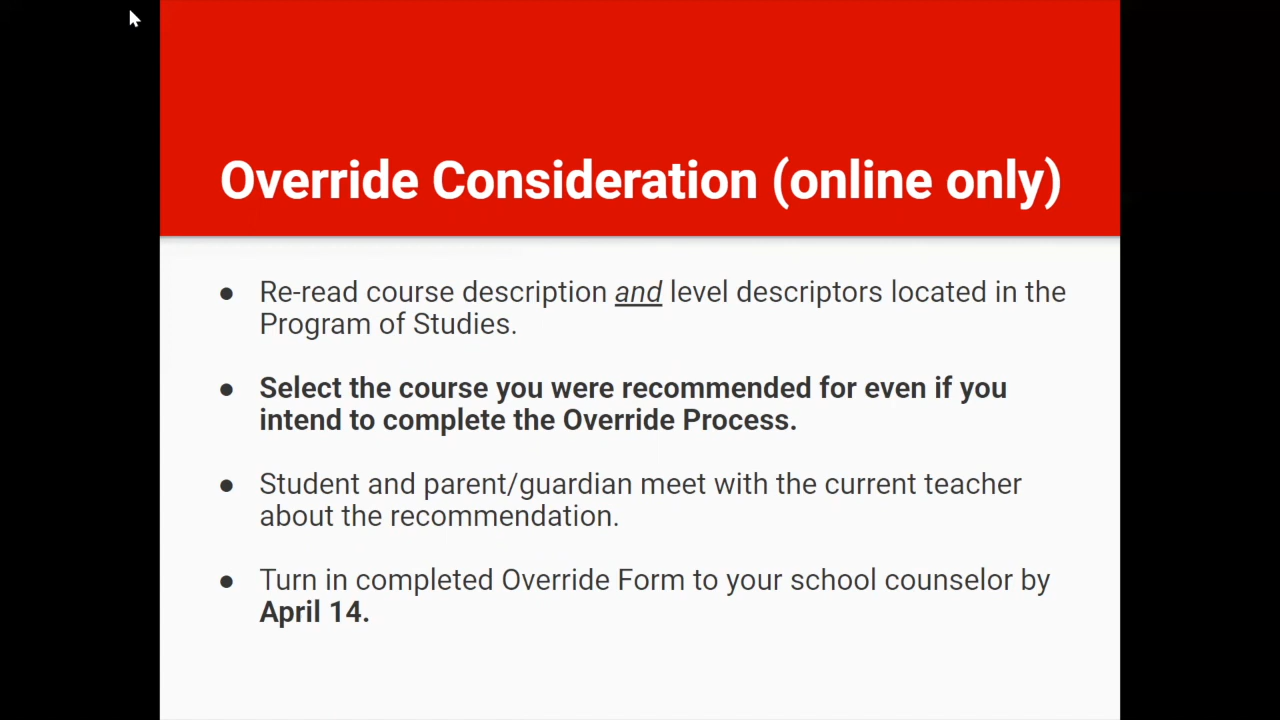 Override Consideration (online only)
● Re-read course description and level descriptors located in the
Program of Studies.
● Select the course you were recommended for even if you
intend to complete the Override Process.
● Student and parent/guardian meet with the current teacher
about the recommendation.
● Turn in completed Override Form to your school counselor by
April 14.